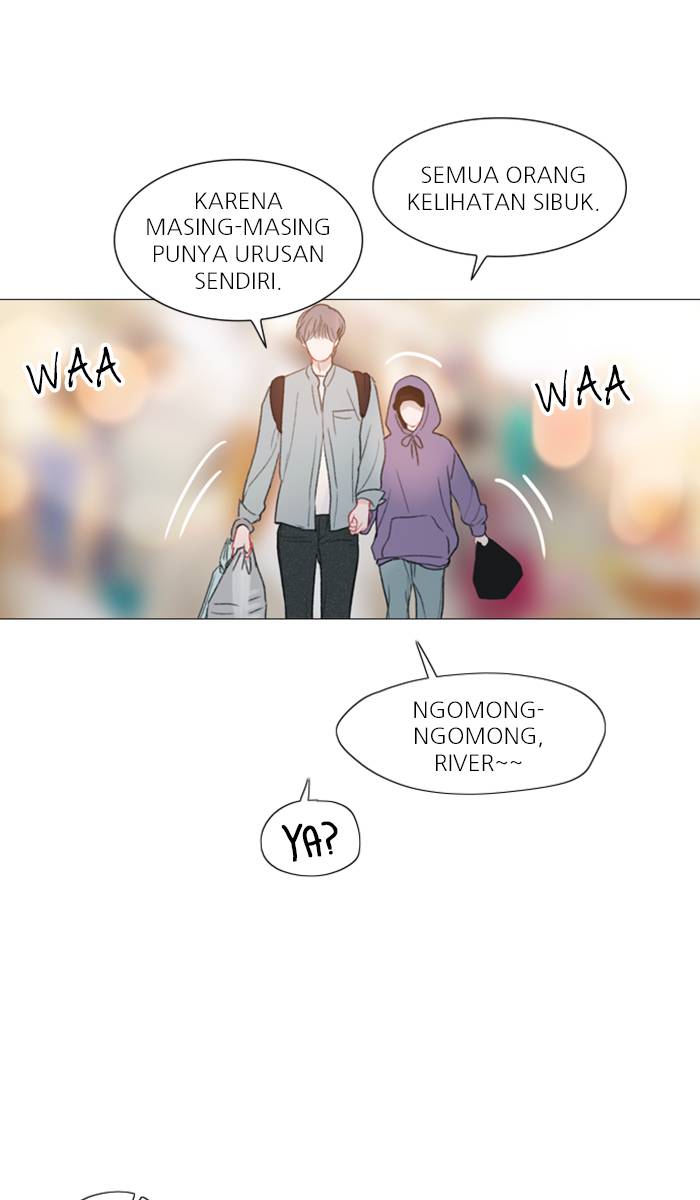 SEMUA ORANG
KELIHATAN SIBUK.
KARENA
MASING-MASING
PUNYA URUSAN
SENDIRI.
WAA
WAA
NGOMONG-
NGOMONG,
RIVER~~
YA?